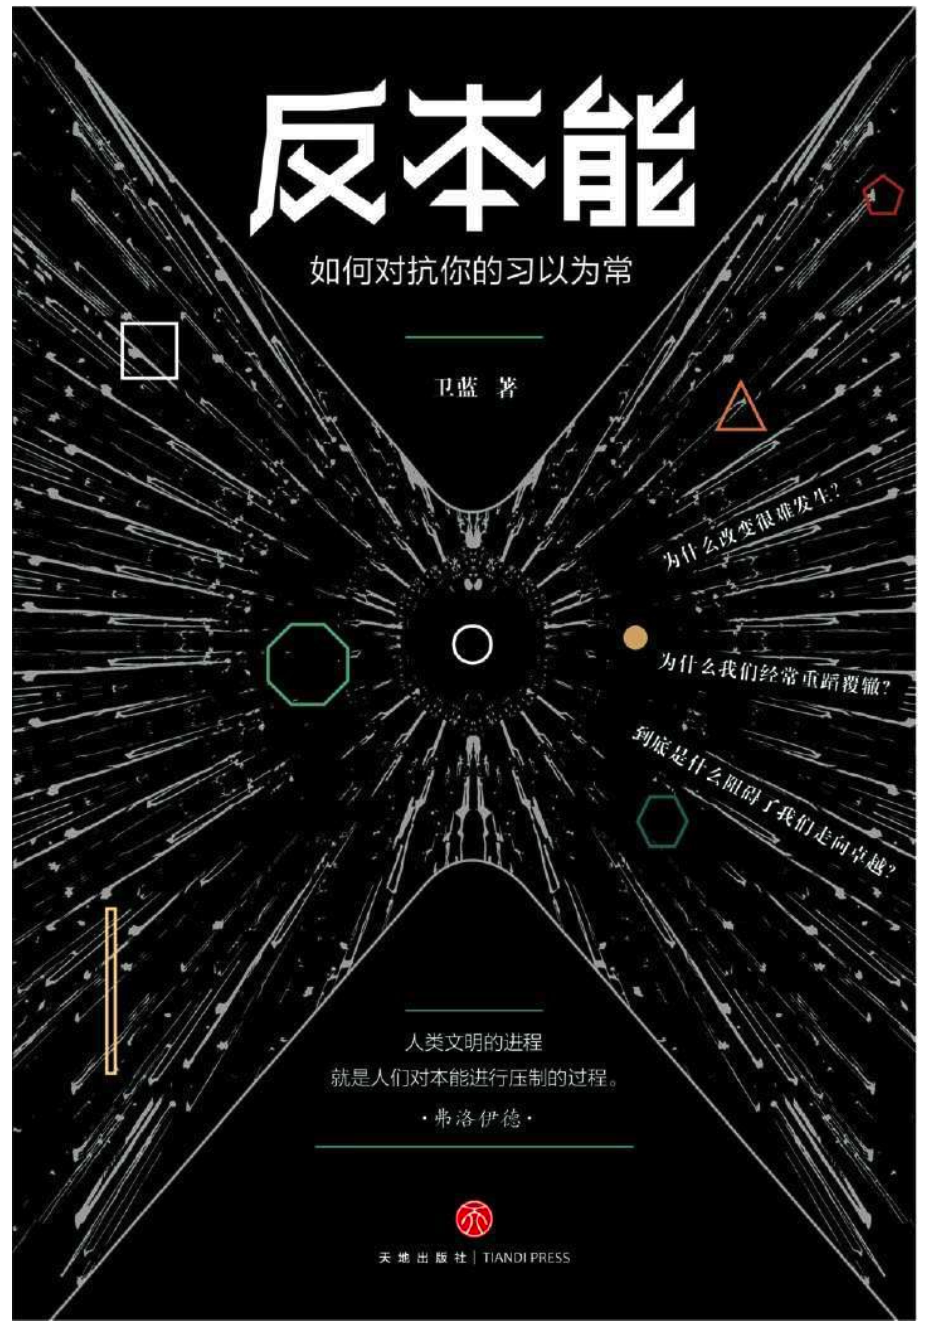 反本能
如何对抗你的习以为常
卫蓝 著
为什么改变很难发生?
为什么我们经常重蹈覆辙?
到底是什么阻碍了我们走向卓越?
人类文明的进程
就是人们对本能进行压制的过程。
·弗洛伊德·
天地出版社 | TIANDI PRESS